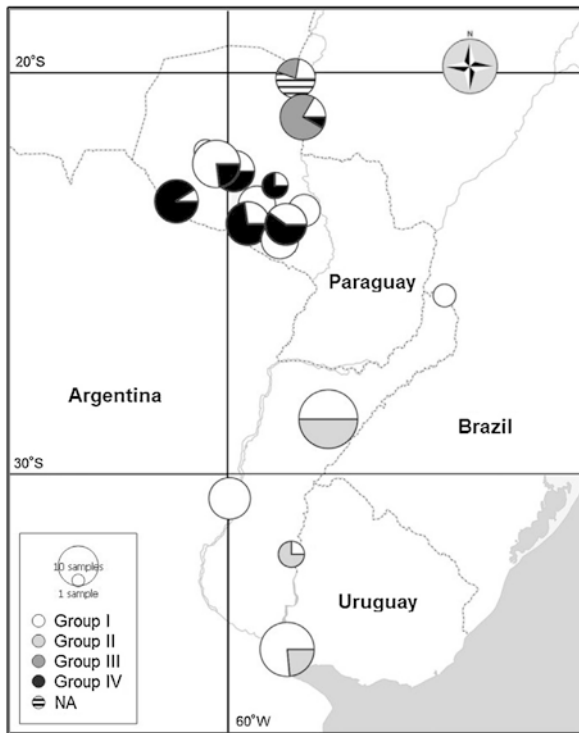 N
20°S
Paraguay
Argentina
Brazil
30°S
10 samples
1 sample
Group I
Group II
Group III
Group IV
NA
Uruguay
60°W